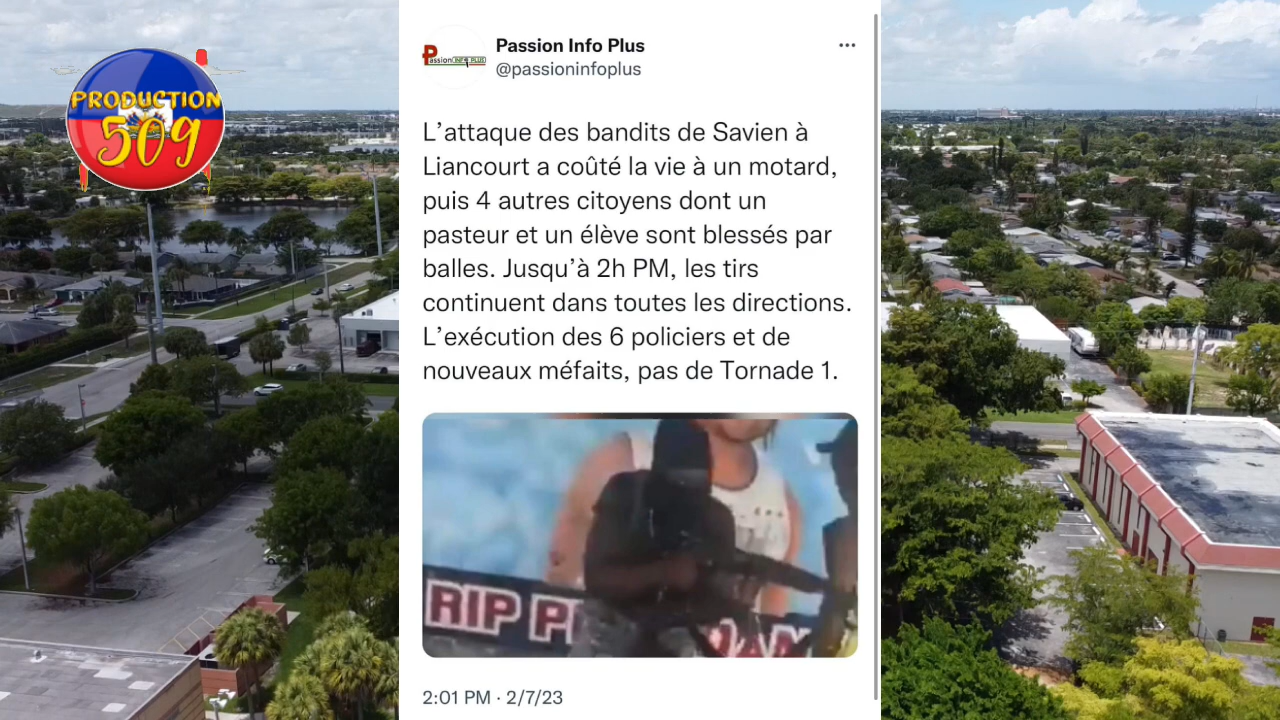 PRODUCTION
509
Passion Info Plus
Passion INFO PLUS
@passioninfoplus
L’attaque des bandits de Savien à
Liancourt a coûté la vie à un motard,
puis 4 autres citoyens dont un
pasteur et un élève sont blessés par
balles. Jusqu’à 2h PM, les tirs
continuent dans toutes les directions.
L’exécution des 6 policiers et de
nouveaux méfaits, pas de Tornade 1.
RIP
2:01 PM · 2/7/23